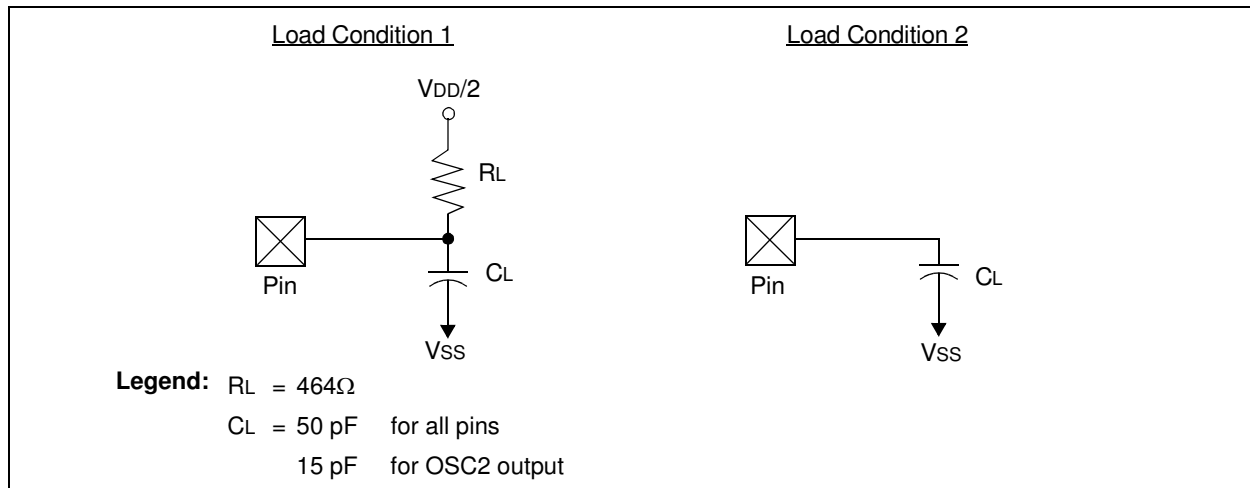 Load Condition 1
VDD/2
RL
Pin
CL
VSS
Load Condition 2
Pin
CL
VSS
Legend: RL = 464Ω
CL = 50 pF for all pins
15 pF for OSC2 output